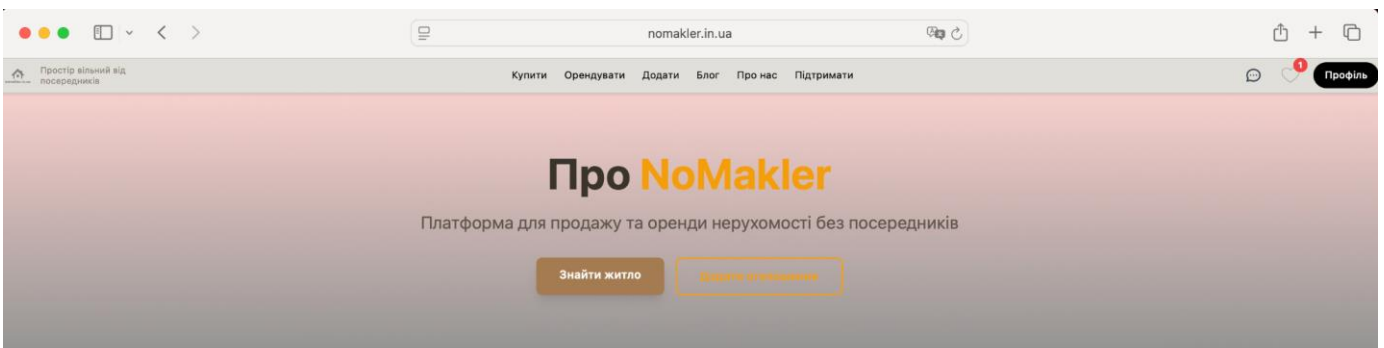 nomakler.in.ua
Простір вільний від
посередників
Купити Орендувати Додати Блог Про нас Підтримати
1
Профіль
Про NoMakler
Платформа для продажу та оренди нерухомості без посередників
Знайти житло